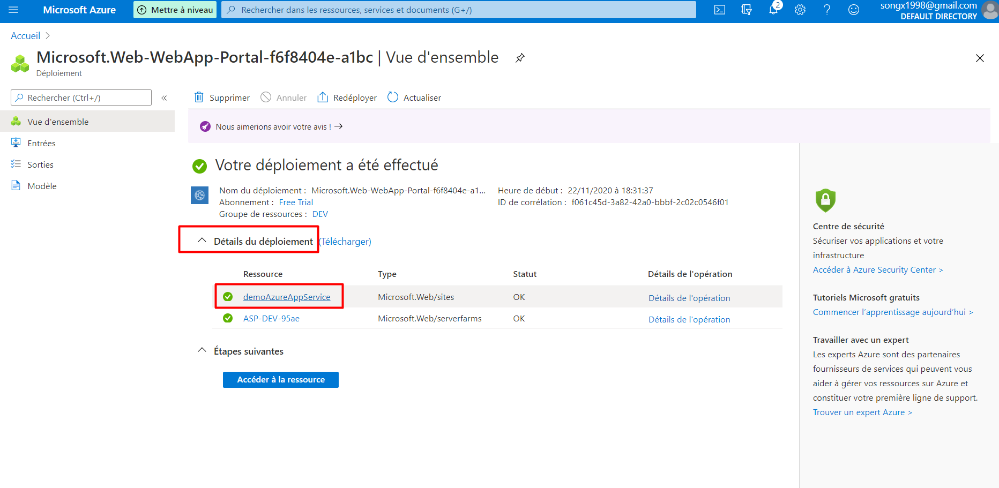 Microsoft Azure
Mettre à niveau
Rechercher dans les ressources, services et documents (G+/)
2
songx1998@gmail.com
DEFAULT DIRECTORY
Accueil
Microsoft.Web-WebApp-Portal-f6f8404e-a1bc | Vue d'ensemble
Déploiement
Rechercher (Ctrl+/)
«
Supprimer
Annuler
Redéployer
Actualiser
Vue d'ensemble
Entrées
Sorties
Modèle
Nous aimerions avoir votre avis ! →
Votre déploiement a été effectué
Nom du déploiement : Microsoft.Web-WebApp-Portal-f6f8404e-a1...
Abonnement : Free Trial
Groupe de ressources : DEV
Heure de début : 22/11/2020 à 18:31:37
ID de corrélation : f061c45d-3a82-42a0-bbbf-2c02c0546f01
Détails du déploiement (Télécharger)
Ressource Type Statut Détails de l'opération
demoAzureAppService Microsoft.Web/sites OK Détails de l'opération
ASP-DEV-95ae Microsoft.Web/serverfarms OK Détails de l'opération
Étapes suivantes
Accéder à la ressource
Centre de sécurité
Sécuriser vos applications et votre
infrastructure
Accéder à Azure Security Center >
Tutoriels Microsoft gratuits
Commencer l'apprentissage aujourd'hui >
Travailler avec un expert
Les experts Azure sont des partenaires
fournisseurs de services qui peuvent vous
aider à gérer vos ressources sur Azure et
constituer votre première ligne de support.
Trouver un expert Azure >